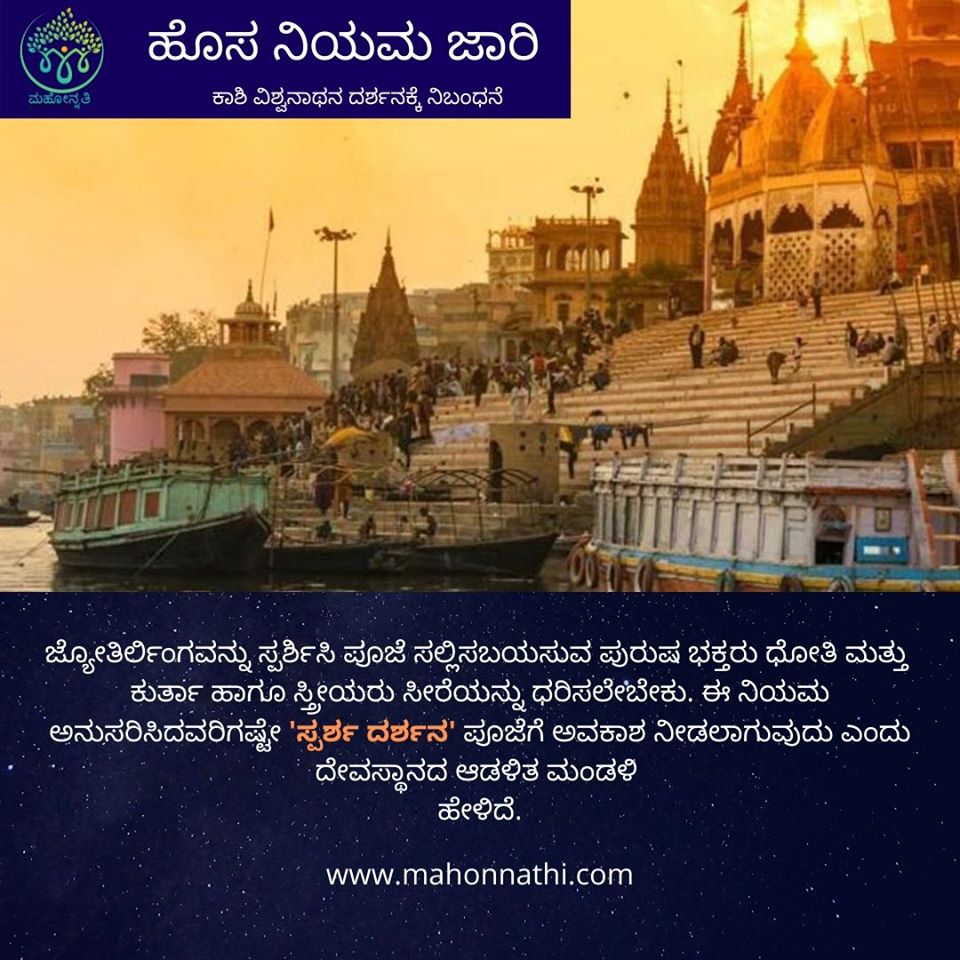 ಮಹೋನ್ನತಿ
ಹೊಸ ನಿಯಮ ಜಾರಿ
ಕಾಶಿ ವಿಶ್ವನಾಥನ ದರ್ಶನಕ್ಕೆ ನಿಬಂಧನೆ
ಜ್ಯೋತಿರ್ಲಿಂಗವನ್ನು ಸ್ಪರ್ಶಿಸಿ ಪೂಜೆ ಸಲ್ಲಿಸಬಯಸುವ ಪುರುಷ ಭಕ್ತರು ಧೋತಿ ಮತ್ತು
ಕುರ್ತಾ ಹಾಗೂ ಸ್ತ್ರೀಯರು ಸೀರೆಯನ್ನು ಧರಿಸಲೇಬೇಕು. ಈ ನಿಯಮ
ಅನುಸರಿಸಿದವರಿಗಷ್ಟೇ 'ಸ್ಪರ್ಶ ದರ್ಶನ' ಪೂಜೆಗೆ ಅವಕಾಶ ನೀಡಲಾಗುವುದು ಎಂದು
ದೇವಸ್ಥಾನದ ಆಡಳಿತ ಮಂಡಳಿ
ಹೇಳಿದೆ.
www.mahonnathi.com